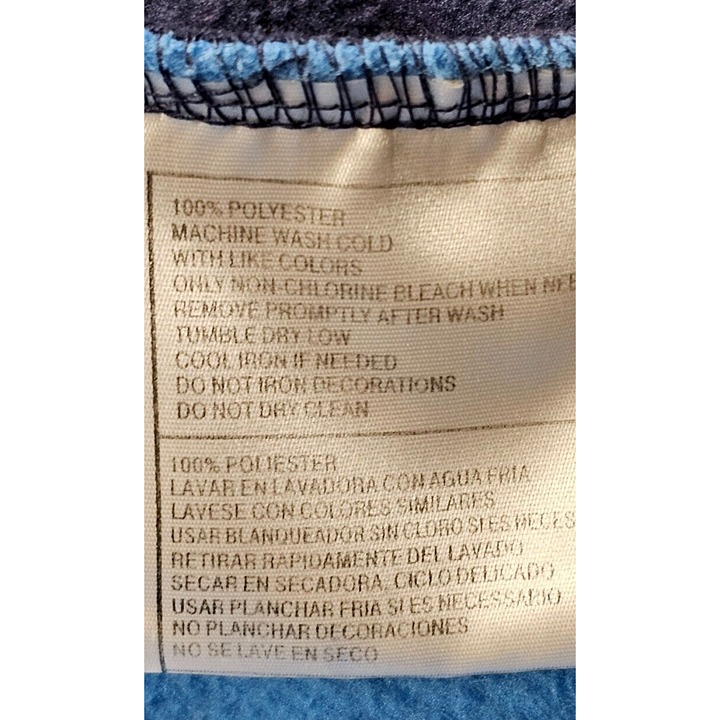 100% POLYESTER
MACHINE WASH COLD
WITH LIKE COLORS
ONLY NON-CHLORINE BLEACH WHEN
REMOVE PROMPTLY AFTER WASH
TUMBLE DRY LOW
COOL IRON IF NEEDED
DO NOT IRON DECORATIONS
DO NOT DRY CLEAN
100% POLIESTER
LAVAR EN LAVADORA CON AGUA FRIA
LAVESE CON COLORES SIMILARES
USAR BLANQUEADOR SIN CLORO SI ES
RETIRAR RAPIDAMENTE DEL LAVADO
SECAR EN SECADORA, CICLO DELICADO
USAR PLANCHAR FRIA SI ES NECESSARIO
NO PLANCHAR DECORACIONES
NO SE LAVE EN SECO